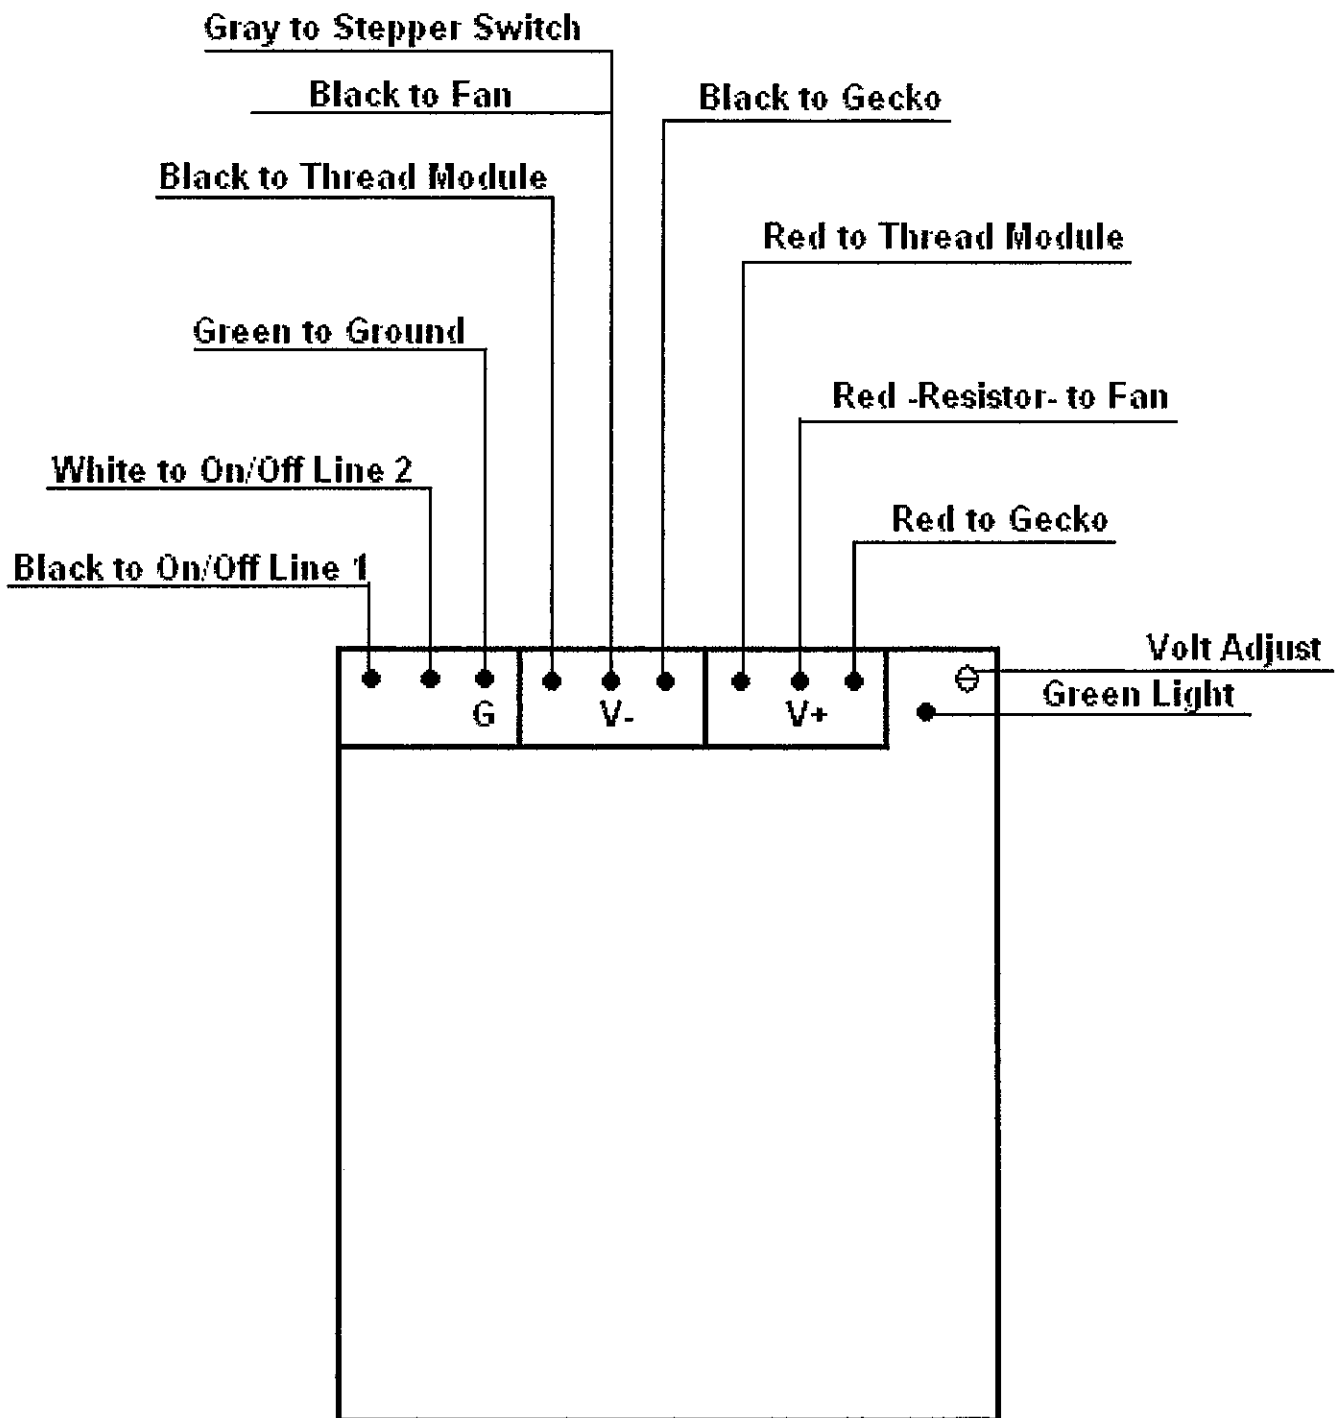 Gray to Stepper Switch
Black to Fan
Black to Gecko
Black to Thread Module
Red to Thread Module
Green to Ground
Red -Resistor- to Fan
White to On/Off Line 2
Red to Gecko
Black to On/Off Line 1
Volt Adjust
Green Light
G
V-
V+